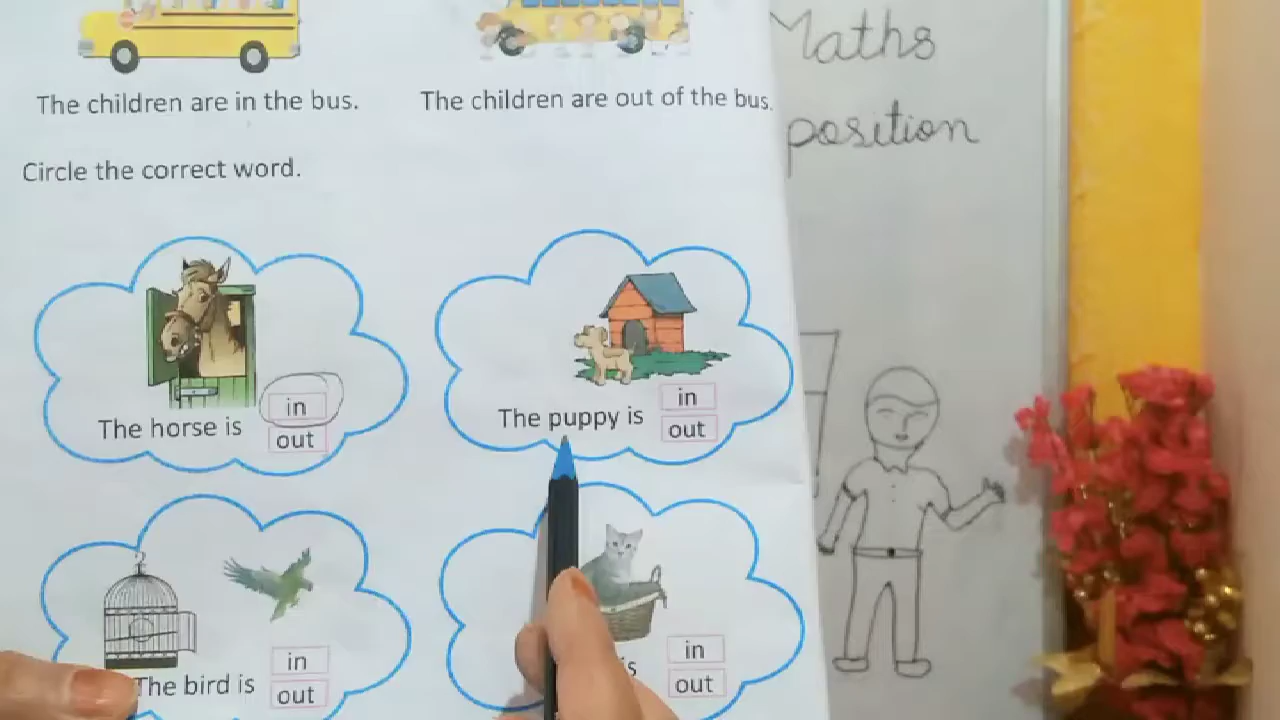 The children are in the bus.
The children are out of the bus.
Maths
position
Circle the correct word.
The horse is
in
out
The puppy is
in
out
The bird is
in
out
is
in
out